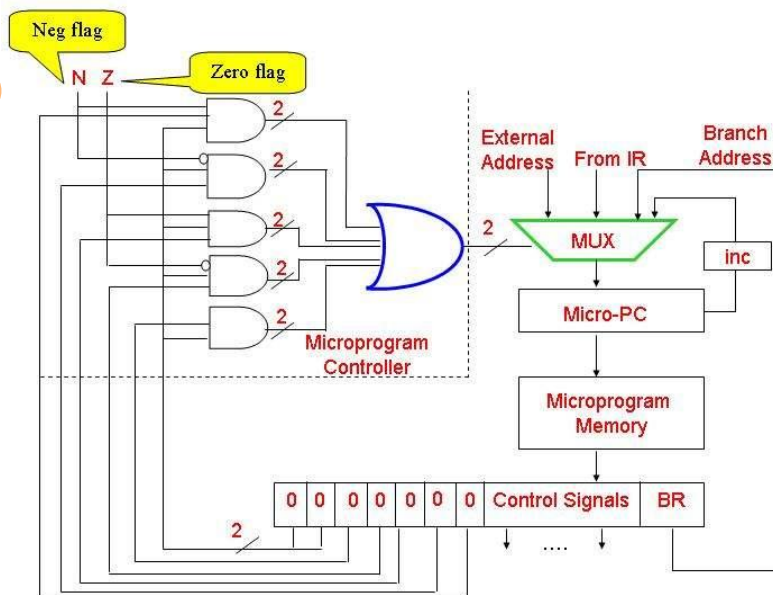 Neg flag
N Z
Zero flag
2
2
2
2
2
2
External
Address
From IR
Branch
Address
MUX
inc
Micro-PC
Microprogram
Controller
Microprogram
Memory
0 0 0 0 0 0 0 Control Signals BR
2
....